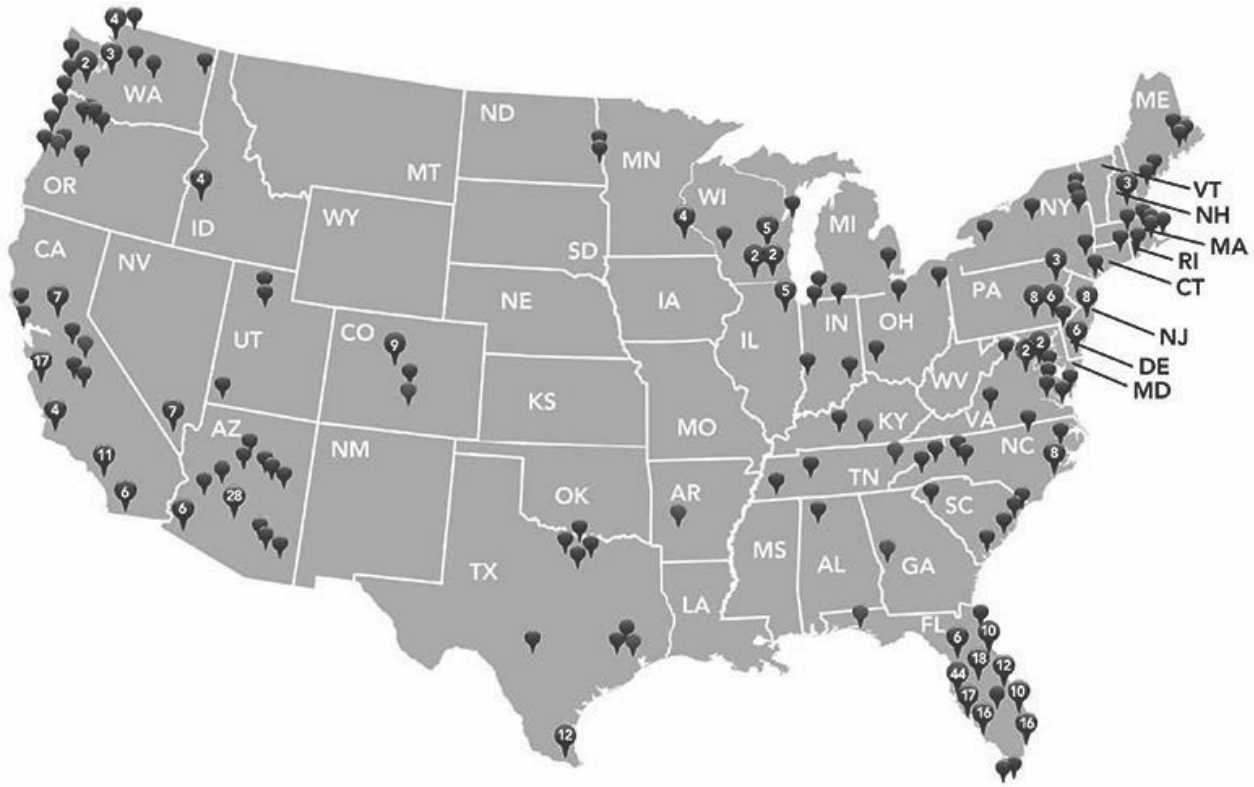 4
3
2
WA
ME
ND
MN
MT
VT
OR
4
ID
WY
WI
4
5
2 2
MI
NY
3
NH
MA
RI
CT
SD
CA
NV
7
NE
IA
5
PA
3
8 6
8
NJ
UT
CO
9
IL
IN
OH
6
DE
2 2
MD
17
4
7
KS
MO
WV
KY
VA
AZ
NM
11
6
6
28
OK
AR
TN
NC
8
SC
TX
MS
AL
GA
LA
FL
6
10
18
44
12
17
10
16
16
12